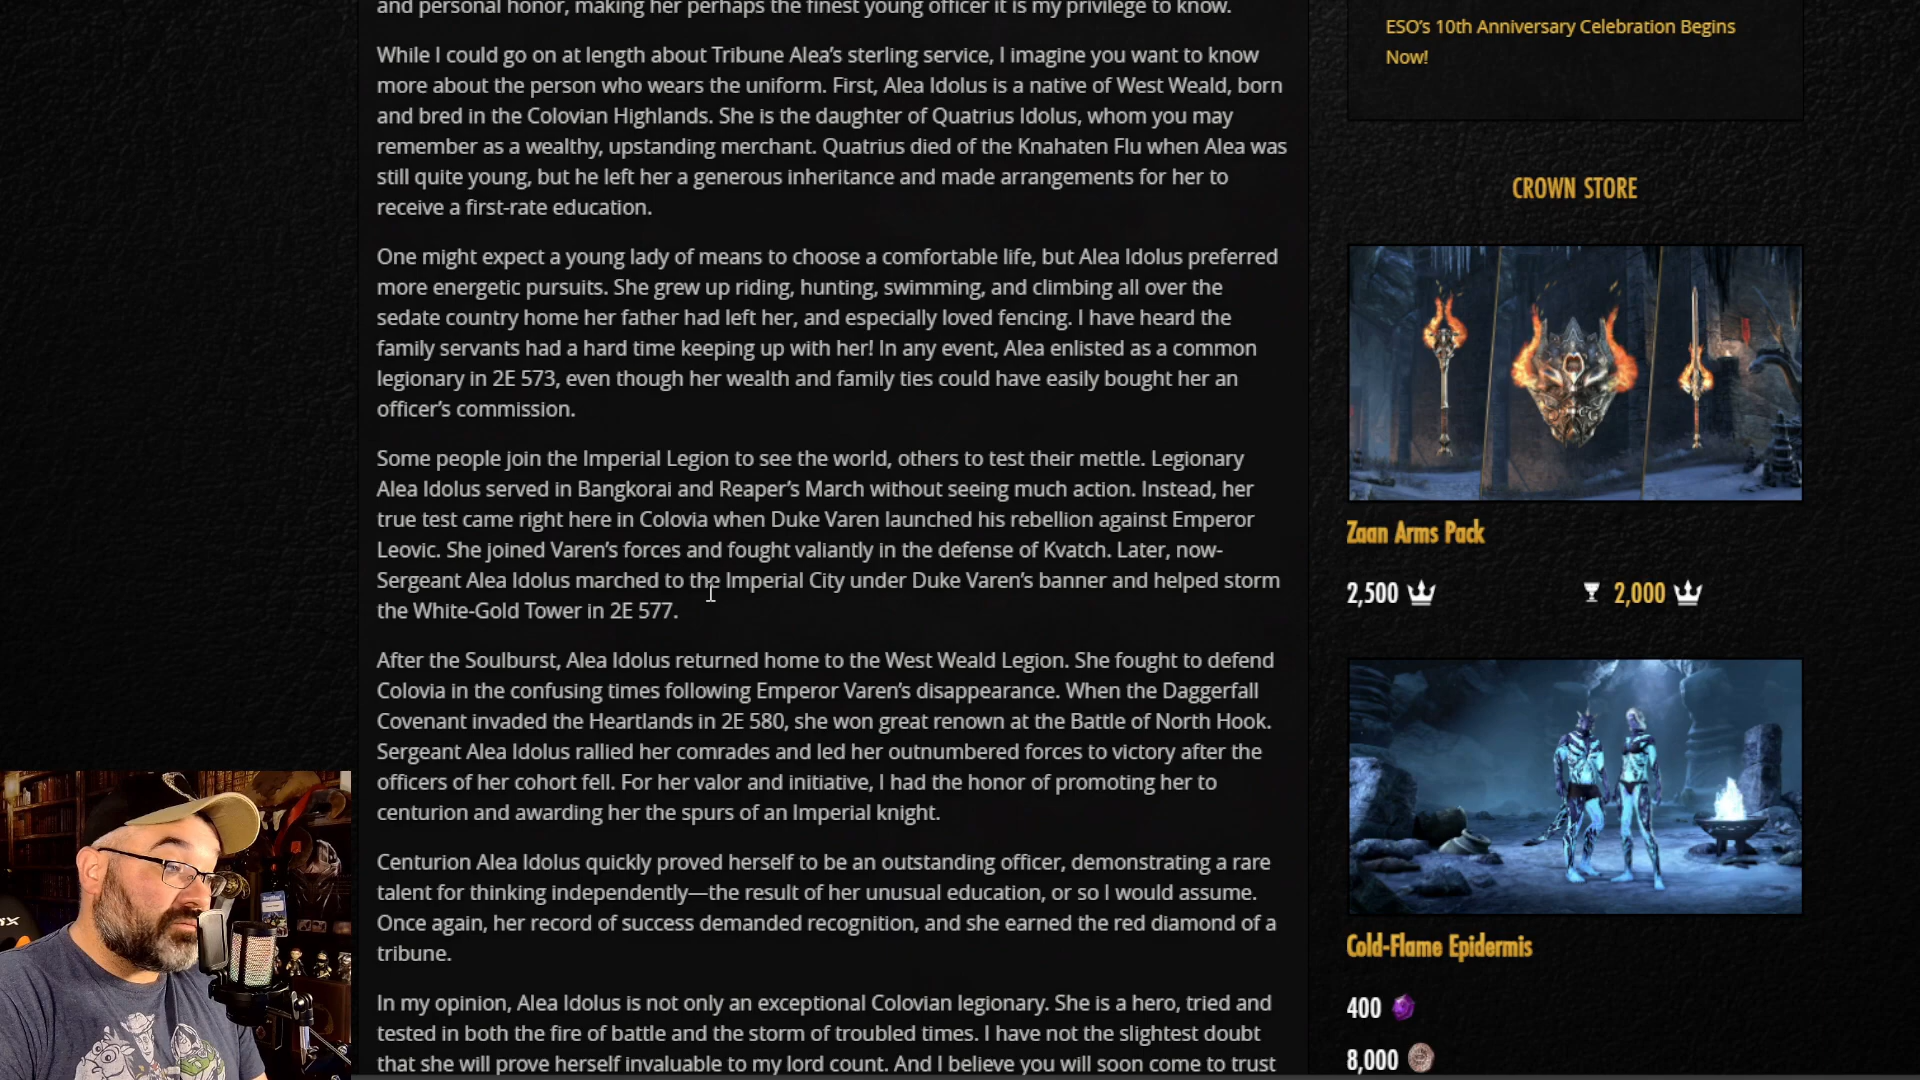 and personal honor, making her perhaps the finest young officer it is my privilege to know.
While I could go on at length about Tribune Alea's sterling service, I imagine you want to know
more about the person who wears the uniform. First, Alea Idolus is a native of West Weald, born
and bred in the Colovian Highlands. She is the daughter of Quatrius Idolus, whom you may
remember as a wealthy, upstanding merchant. Quatrius died of the Knahaten Flu when Alea was
still quite young, but he left her a generous inheritance and made arrangements for her to
receive a first-rate education.
One might expect a young lady of means to choose a comfortable life, but Alea Idolus preferred
more energetic pursuits. She grew up riding, hunting, swimming, and climbing all over the
sedate country home her father had left her, and especially loved fencing. I have heard the
family servants had a hard time keeping up with her! In any event, Alea enlisted as a common
legionary in 2E 573, even though her wealth and family ties could have easily bought her an
officer's commission.
Some people join the Imperial Legion to see the world, others to test their mettle. Legionary
Alea Idolus served in Bangkorai and Reaper's March without seeing much action. Instead, her
true test came right here in Colovia when Duke Varen launched his rebellion against Emperor
Leovic. She joined Varen's forces and fought valiantly in the defense of Kvatch. Later, now-
Sergeant Alea Idolus marched to the Imperial City under Duke Varen's banner and helped storm
the White-Gold Tower in 2E 577.
After the Soulburst, Alea Idolus returned home to the West Weald Legion. She fought to defend
Colovia in the confusing times following Emperor Varen's disappearance. When the Daggerfall
Covenant invaded the Heartlands in 2E 580, she won great renown at the Battle of North Hook.
Sergeant Alea Idolus rallied her comrades and led her outnumbered forces to victory after the
officers of her cohort fell. For her valor and initiative, I had the honor of promoting her to
centurion and awarding her the spurs of an Imperial knight.
Centurion Alea Idolus quickly proved herself to be an outstanding officer, demonstrating a rare
talent for thinking independently—the result of her unusual education, or so I would assume.
Once again, her record of success demanded recognition, and she earned the red diamond of a
tribune.
In my opinion, Alea Idolus is not only an exceptional Colovian legionary. She is a hero, tried and
tested in both the fire of battle and the storm of troubled times. I have not the slightest doubt
that she will prove herself invaluable to my lord count. And I believe you will soon come to trust
ESO's 10th Anniversary Celebration Begins
Now!
CROWN STORE
Zaan Arms Pack
2,500
2,000
Cold-Flame Epidermis
400
8,000